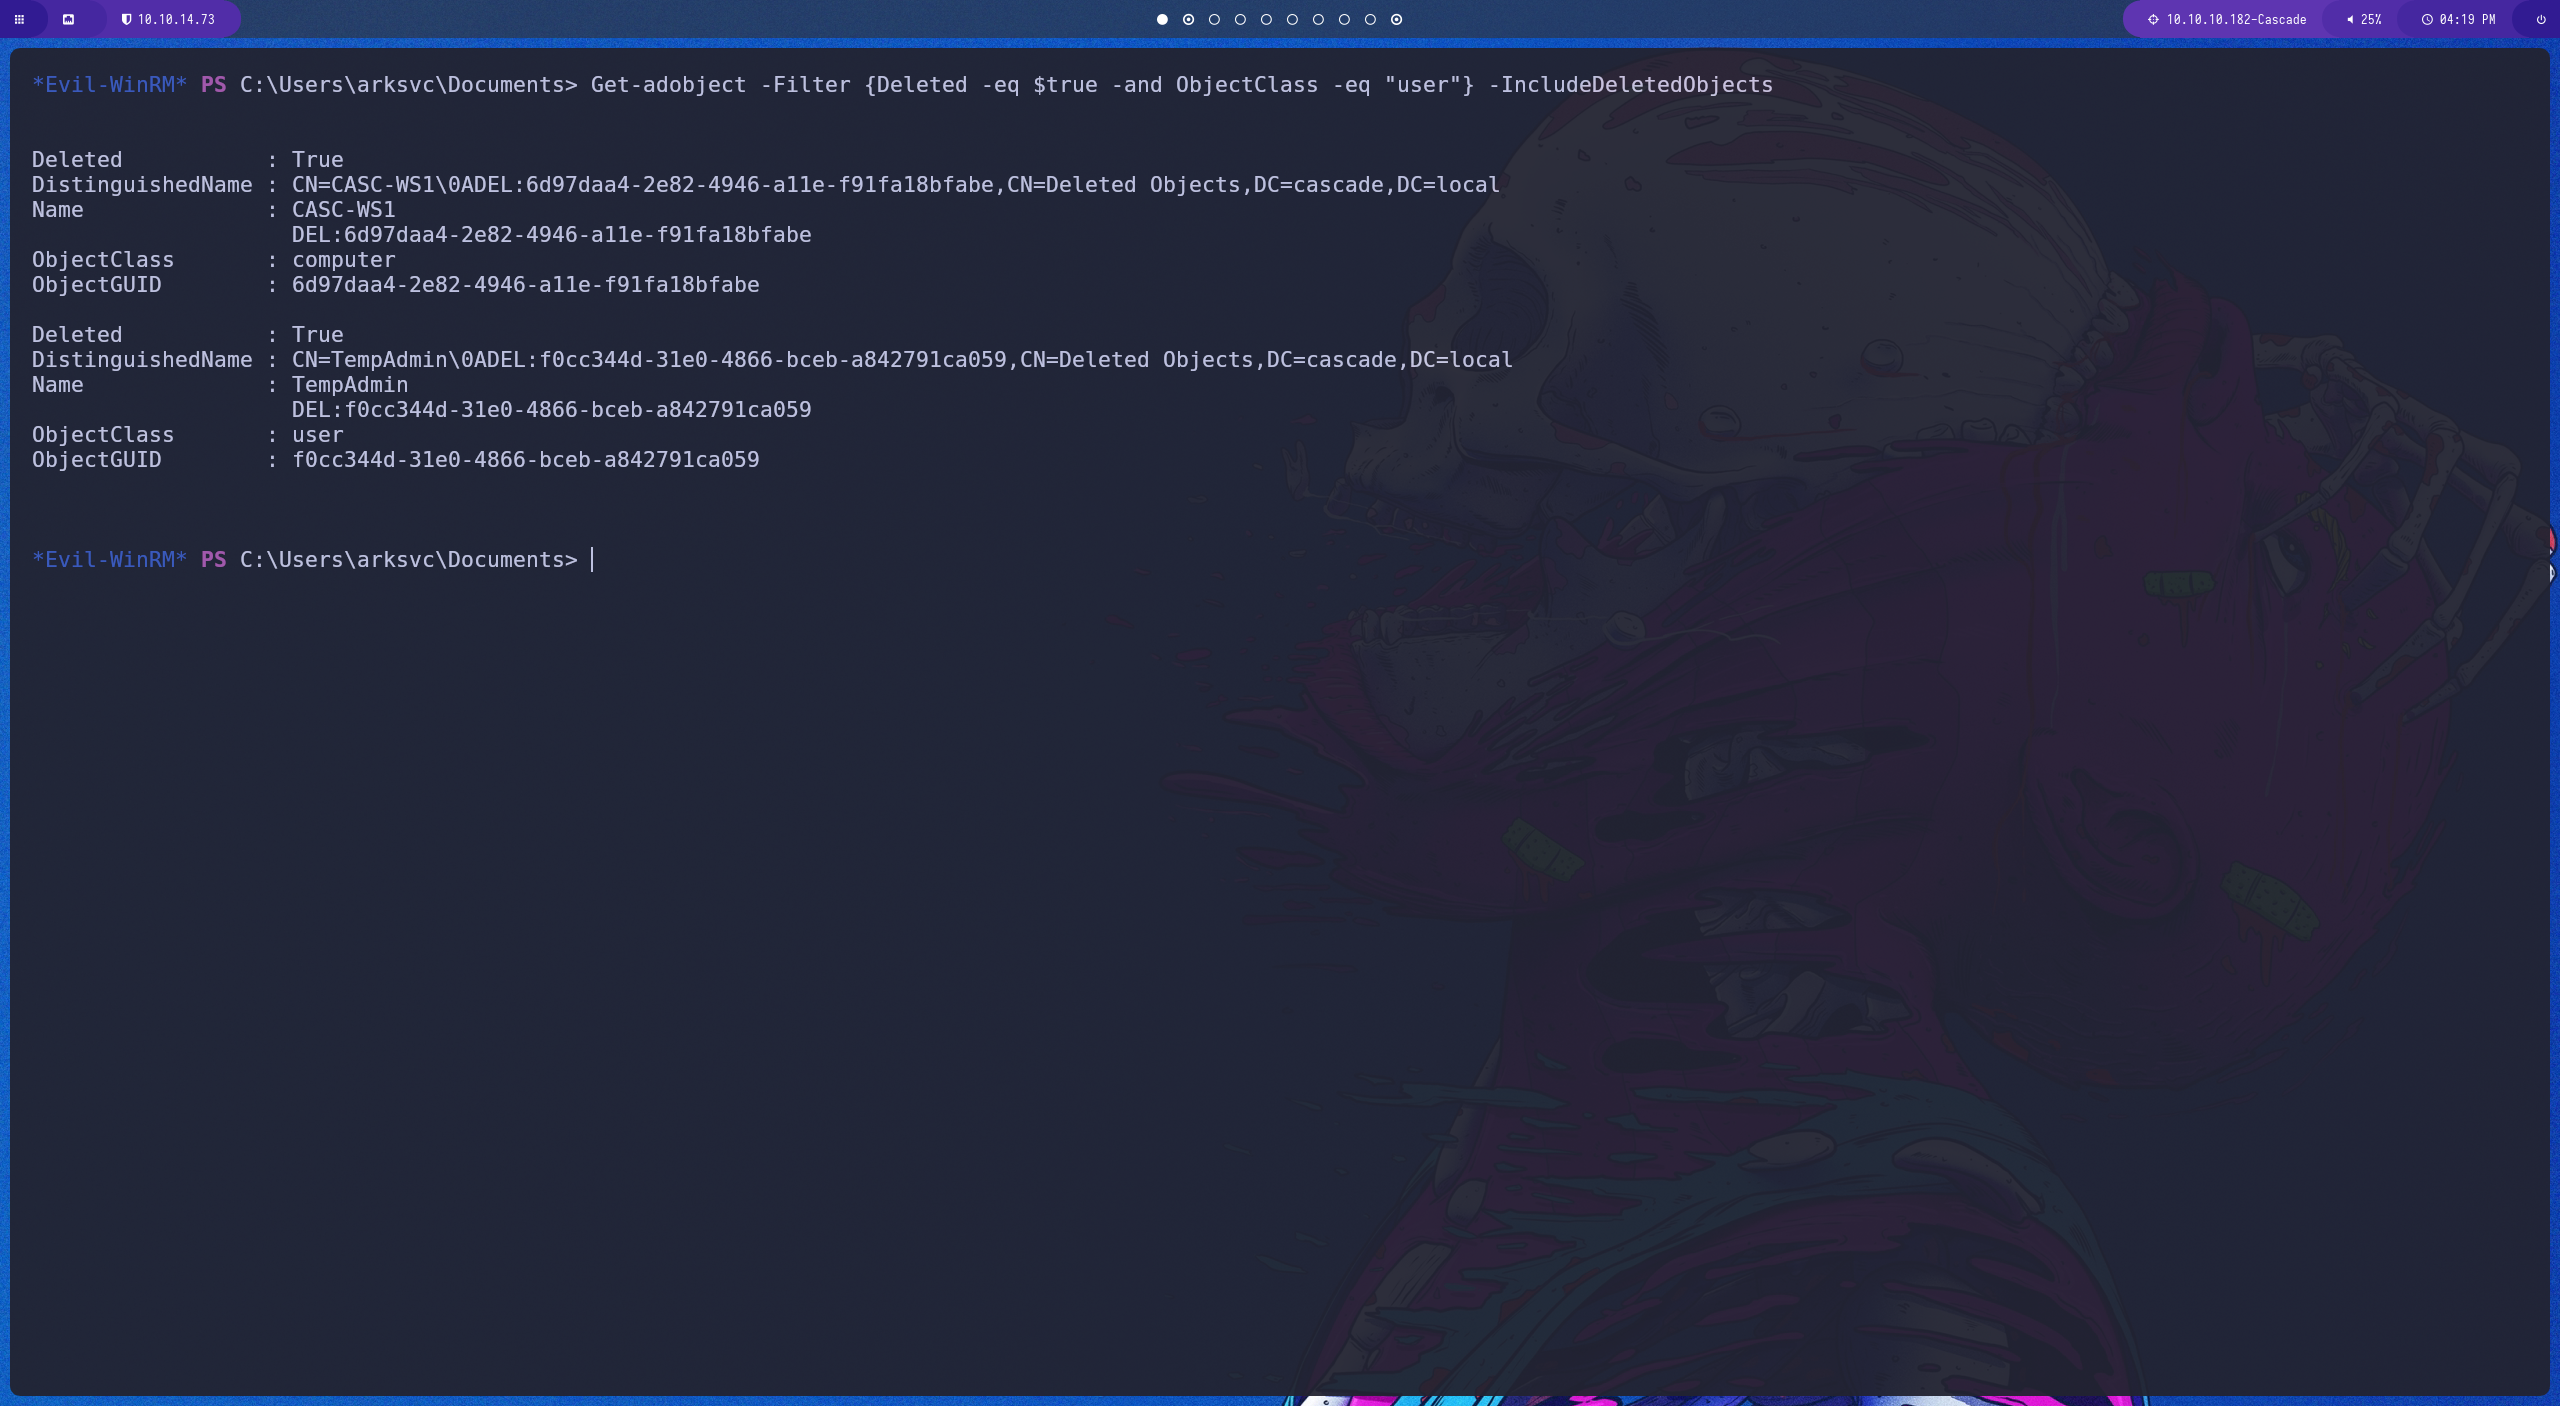 10.10.14.73
10.10.10.182-Cascade
25%
04:19 PM
*Evil-WinRM* PS C:\Users\arksvc\Documents> Get-adobject -Filter {Deleted -eq $true -and ObjectClass -eq "user"} -IncludeDeletedObjects
Deleted           : True
DistinguishedName : CN=CASC-WS1\0ADEL:6d97daa4-2e82-4946-a11e-f91fa18bfabe,CN=Deleted Objects,DC=cascade,DC=local
Name              : CASC-WS1
                    DEL:6d97daa4-2e82-4946-a11e-f91fa18bfabe
ObjectClass       : computer
ObjectGUID        : 6d97daa4-2e82-4946-a11e-f91fa18bfabe
Deleted           : True
DistinguishedName : CN=TempAdmin\0ADEL:f0cc344d-31e0-4866-bceb-a842791ca059,CN=Deleted Objects,DC=cascade,DC=local
Name              : TempAdmin
                    DEL:f0cc344d-31e0-4866-bceb-a842791ca059
ObjectClass       : user
ObjectGUID        : f0cc344d-31e0-4866-bceb-a842791ca059
*Evil-WinRM* PS C:\Users\arksvc\Documents>